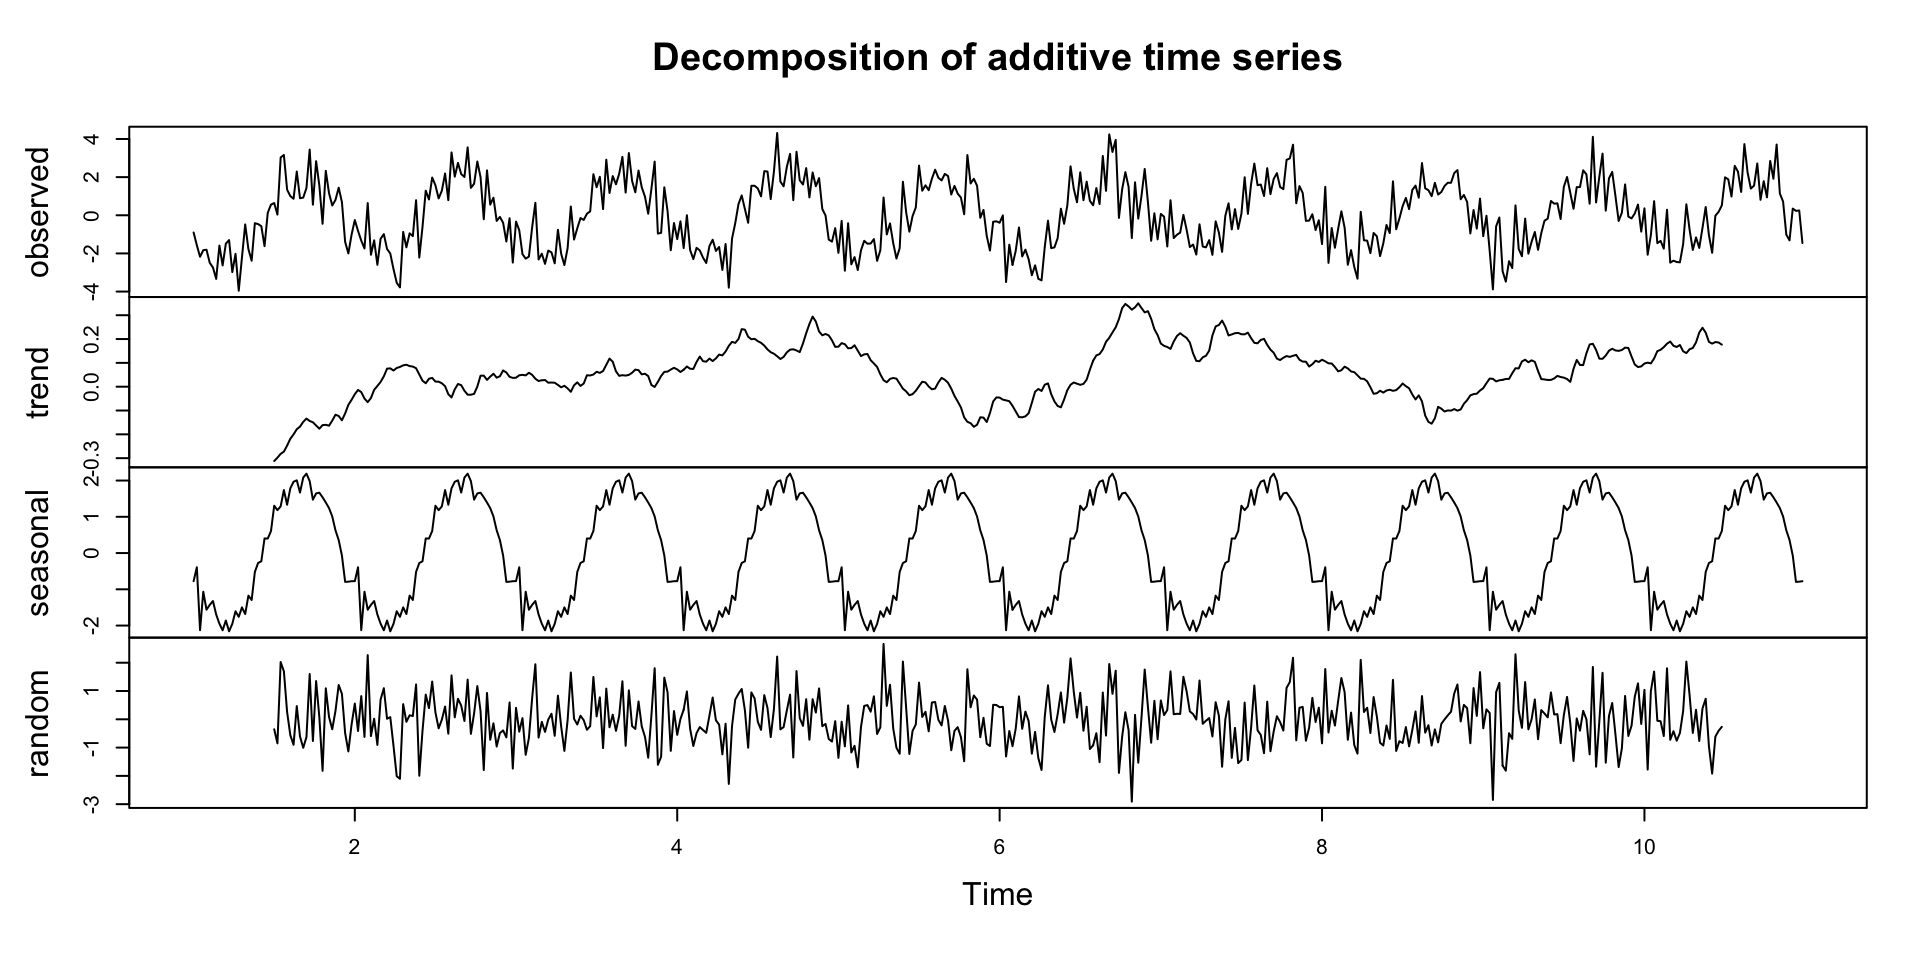 Decomposition of additive time series
observed
-4 -2 0 2 4
trend
-0.3 0.0 0.2
seasonal
-2 0 1 2
random
-3 -1 1
2 4 6 8 10
Time